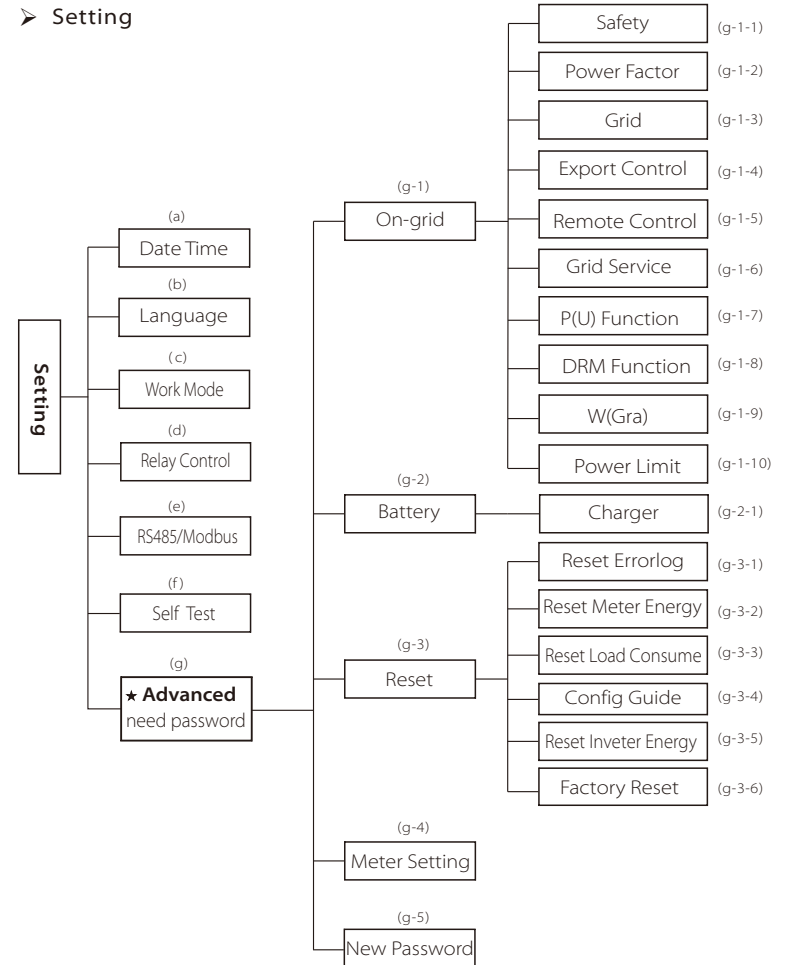 ➢ Setting
Setting
(a)
Date Time
(b)
Language
(c)
Work Mode
(d)
Relay Control
(e)
RS485/Modbus
(f)
Self Test
(g)
★ Advanced
need password
(g-1)
On-grid
Safety (g-1-1)
Power Factor (g-1-2)
Grid (g-1-3)
Export Control (g-1-4)
Remote Control (g-1-5)
Grid Service (g-1-6)
P(U) Function (g-1-7)
DRM Function (g-1-8)
W(Gra) (g-1-9)
Power Limit (g-1-10)
(g-2)
Battery
Charger (g-2-1)
(g-3)
Reset
Reset Errorlog (g-3-1)
Reset Meter Energy (g-3-2)
Reset Load Consume (g-3-3)
Config Guide (g-3-4)
Reset Inveter Energy (g-3-5)
Factory Reset (g-3-6)
(g-4)
Meter Setting
(g-5)
New Password